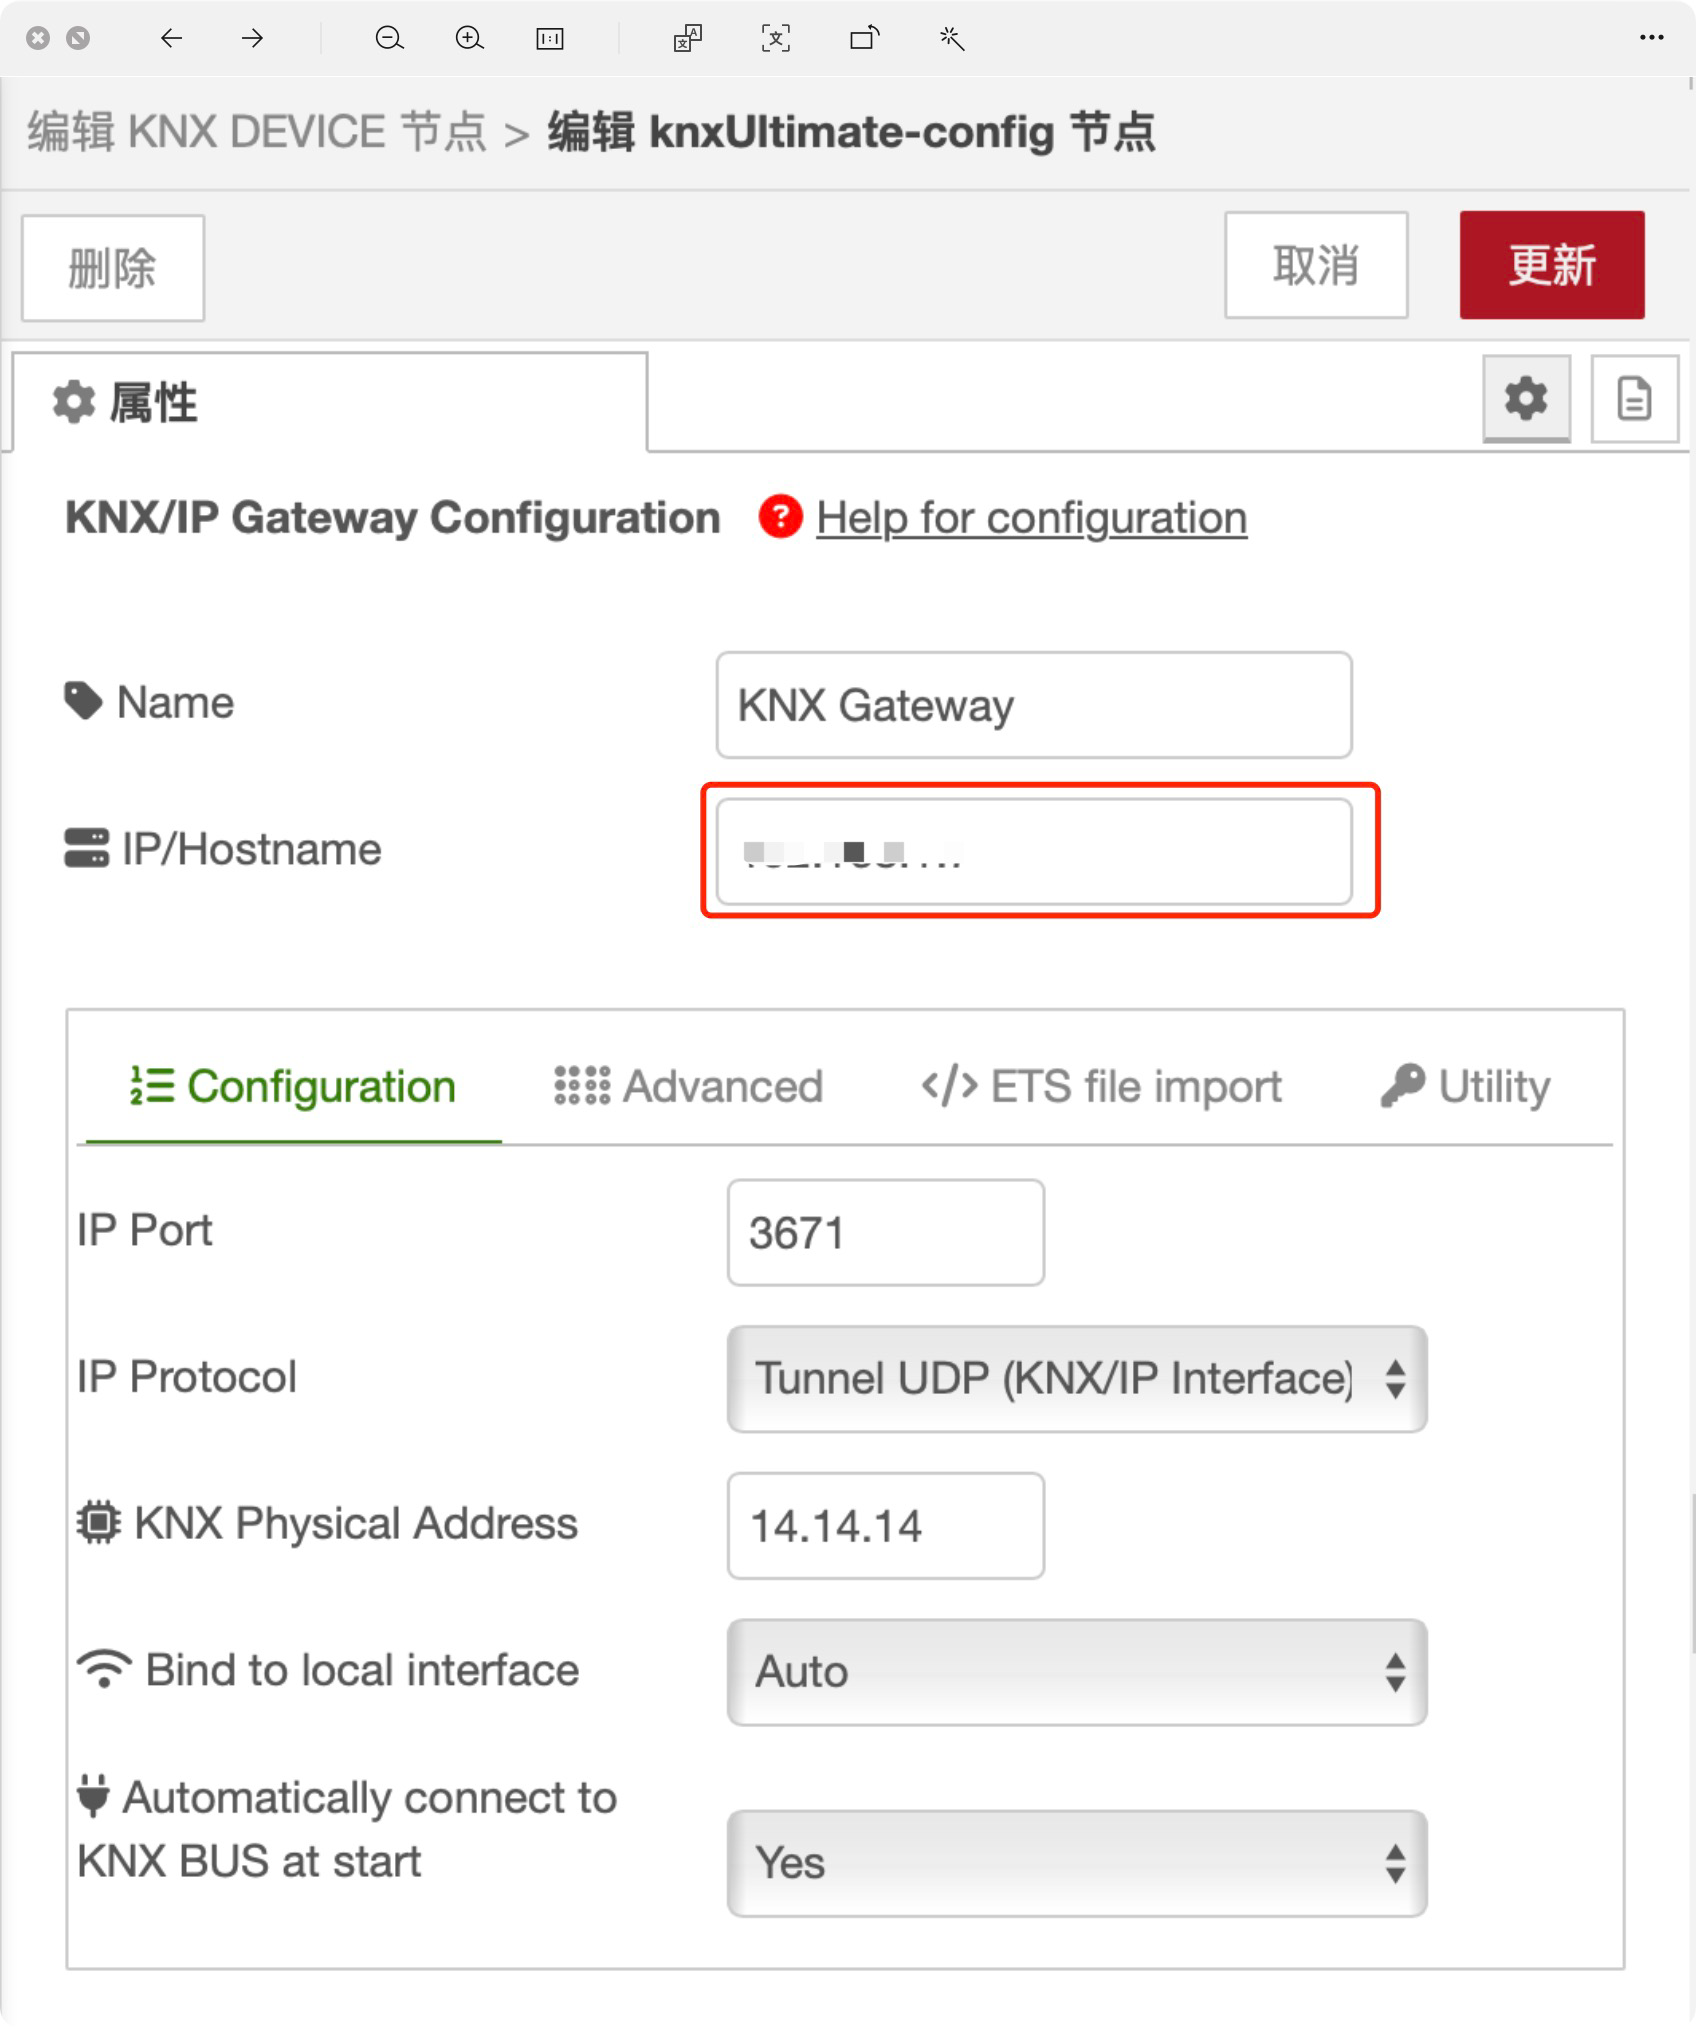 编辑 KNX DEVICE 节点 > 编辑 knxUltimate-config 节点
删除
取消
更新
属性
KNX/IP Gateway Configuration
Help for configuration
Name
KNX Gateway
IP/Hostname
Configuration
Advanced
ETS file import
Utility
IP Port
3671
IP Protocol
Tunnel UDP (KNX/IP Interface)
KNX Physical Address
14.14.14
Bind to local interface
Auto
Automatically connect to
KNX BUS at start
Yes